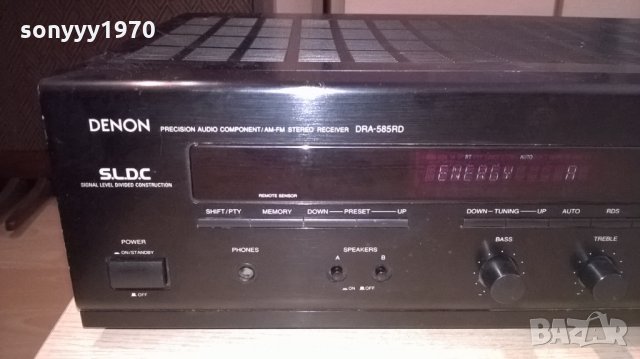 sonyyy1970
DENON PRECISION AUDIO COMPONENT/AM-FM STEREO RECEIVER DRA-585RD
S.L.D.C
SIGNAL LEVEL DIVIDED CONSTRUCTION
RT AUTO
ENERGY A
REMOTE SENSOR
SHIFT/PTY MEMORY DOWN – PRESET – UP DOWN – TUNING – UP AUTO RDS
POWER
ON/STANDBY
OFF
PHONES
SPEAKERS
A B
ON OFF
BASS
TREBLE
BAZAR